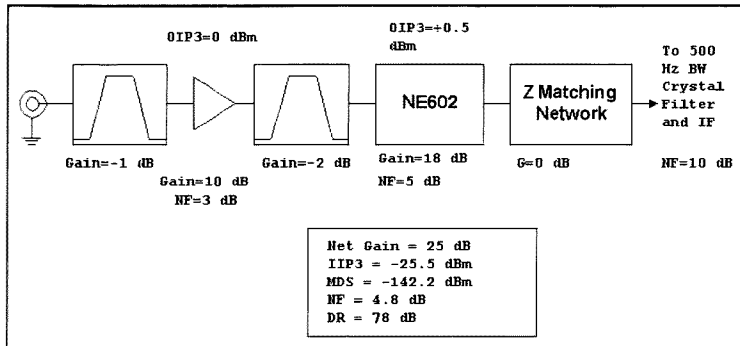 OIP3=0 dBm
OIP3=+0.5
dBm
To 500
Hz BW
Crystal
Filter
and IF
NE602
Z Matching
Network
Gain=-1 dB
Gain=10 dB
NF=3 dB
Gain=-2 dB
Gain=18 dB
NF=5 dB
G=0 dB
NF=10 dB
Net Gain = 25 dB
IIP3 = -25.5 dBm
MDS = -142.2 dBm
NF = 4.8 dB
DR = 78 dB